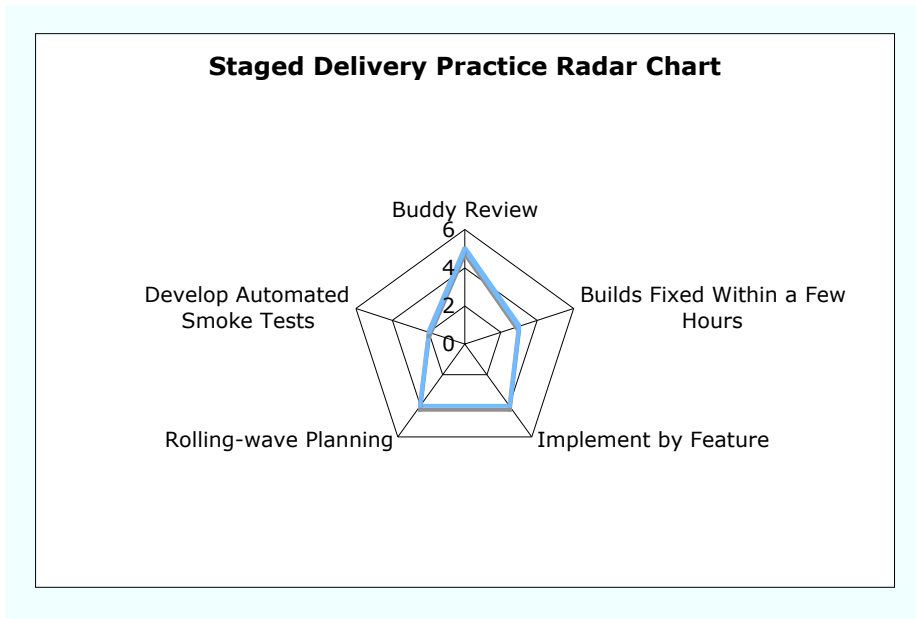 Staged Delivery Practice Radar Chart
Buddy Review
6
4
2
0
Builds Fixed Within a Few
Hours
Implement by Feature
Rolling-wave Planning
Develop Automated
Smoke Tests